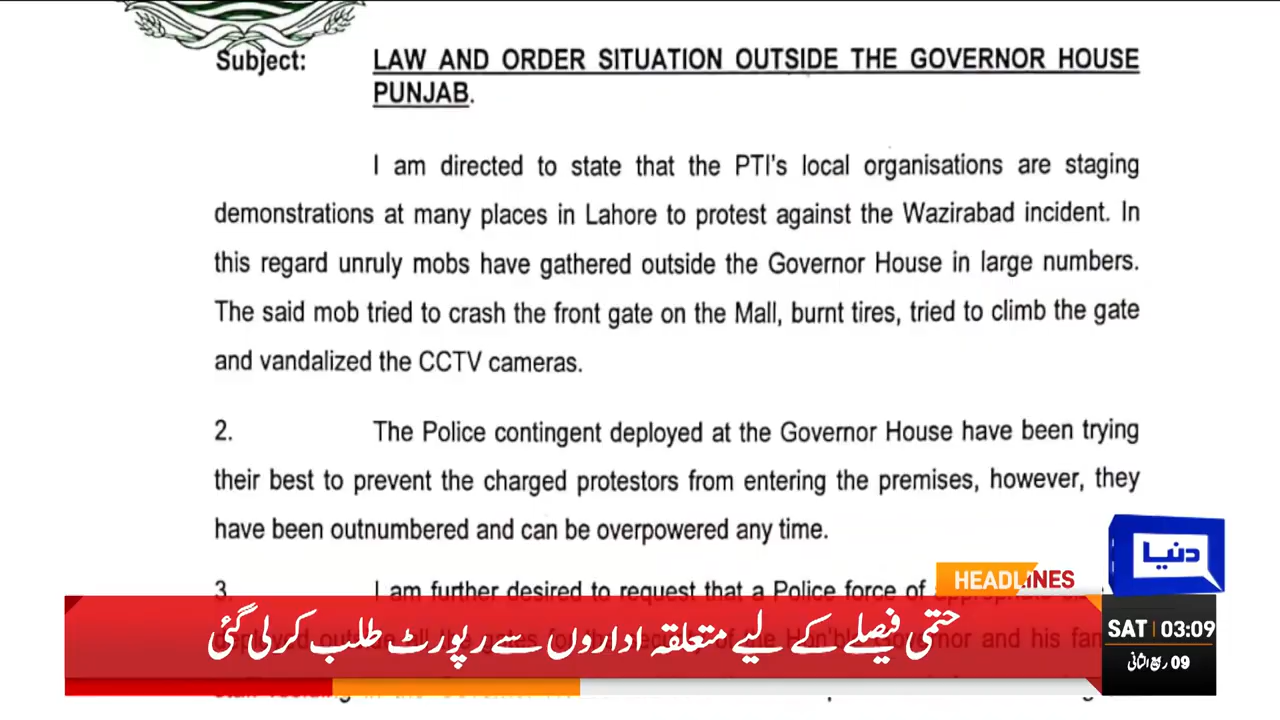 Subject: LAW AND ORDER SITUATION OUTSIDE THE GOVERNOR HOUSE
PUNJAB.
I am directed to state that the PTI's local organisations are staging
demonstrations at many places in Lahore to protest against the Wazirabad incident. In
this regard unruly mobs have gathered outside the Governor House in large numbers.
The said mob tried to crash the front gate on the Mall, burnt tires, tried to climb the gate
and vandalized the CCTV cameras.
2. The Police contingent deployed at the Governor House have been trying
their best to prevent the charged protestors from entering the premises, however, they
have been outnumbered and can be overpowered any time.
3. I am further desired to request that a Police force of
HEADLINES
دنیا
حتمی فیصلے کے لیے متعلقہ اداروں سے رپورٹ طلب کرلی گئی
SAT 03:09
09 ربیع الثانی